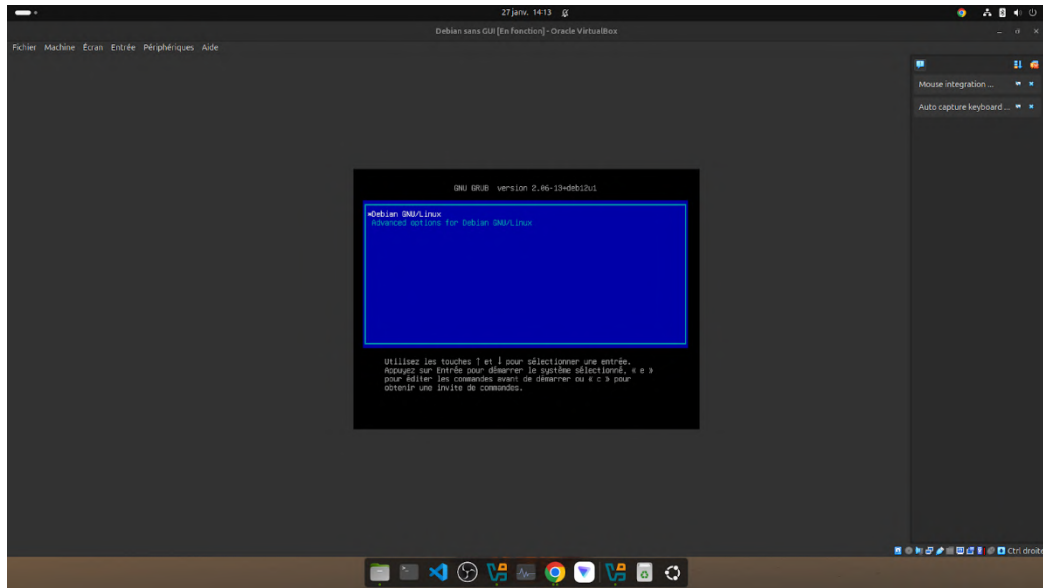 27 janv. 14:13
Debian sans GUI [En fonction] - Oracle VirtualBox
Fichier Machine Écran Entrée Périphériques Aide
Mouse integration ...
Auto capture keyboard ...
GNU GRUB version 2.06-13+deb12u1
*Debian GNU/Linux
Advanced options for Debian GNU/Linux
Utilisez les touches ↑ et ↓ pour sélectionner une entrée.
Appuyez sur Entrée pour démarrer le système sélectionné, « e »
pour éditer les commandes avant de démarrer ou « c » pour
obtenir une invite de commandes.
Ctrl droite